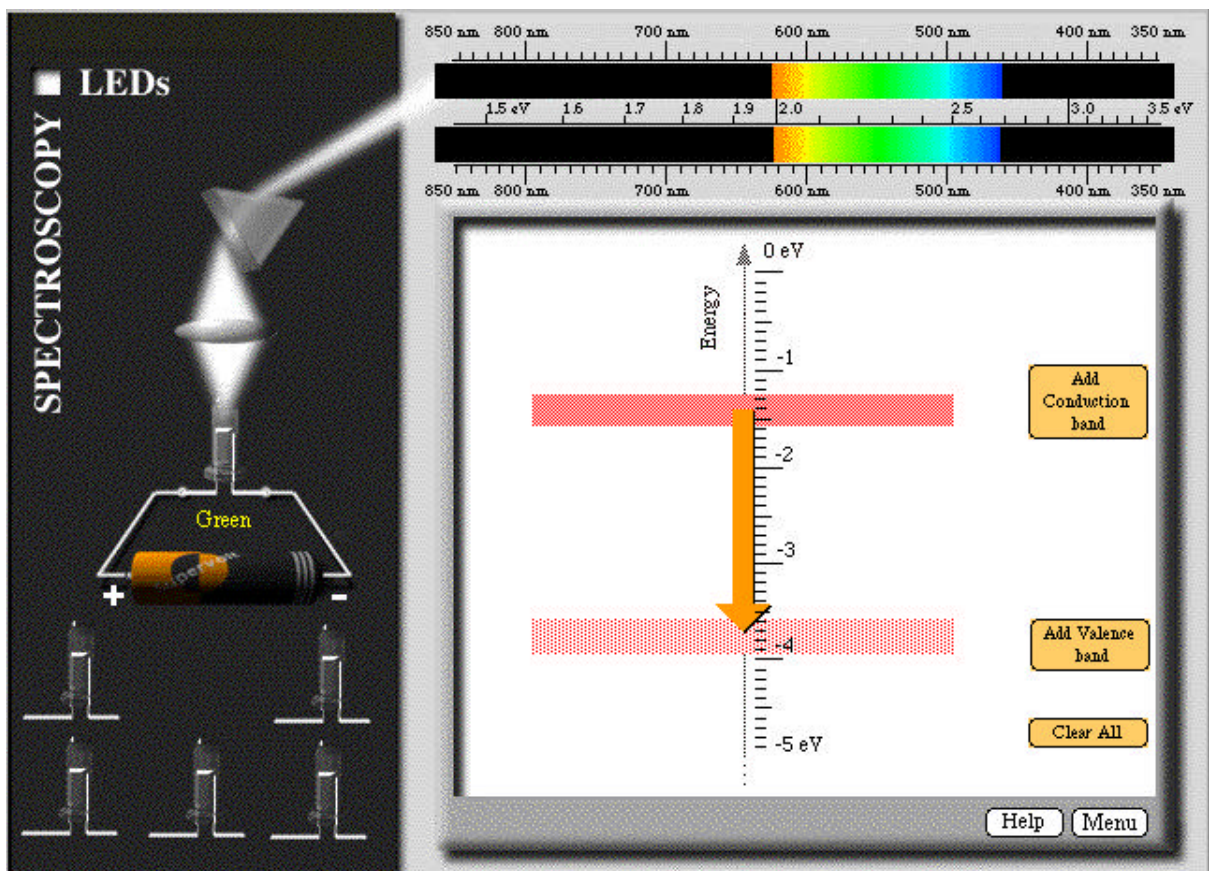 SPECTROSCOPY
LEDs
Green
+ -
850 nm 800 nm 700 nm 600 nm 500 nm 400 nm 350 nm
1.5 eV 1.6 1.7 1.8 1.9 2.0 2.5 3.0 3.5 eV
850 nm 800 nm 700 nm 600 nm 500 nm 400 nm 350 nm
0 eV
Energy
-1
-2
-3
-4
-5 eV
Add
Conduction
band
Add Valence
band
Clear All
Help Menu